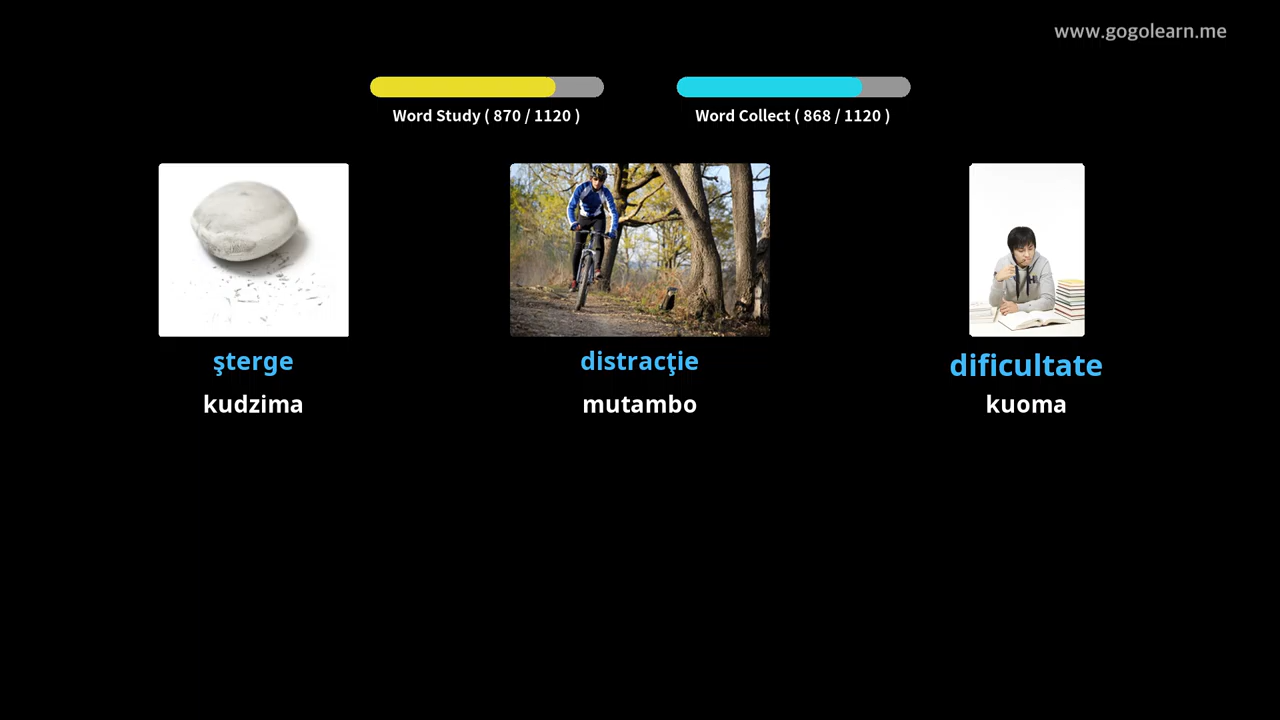 www.gogolearn.me
Word Study ( 870 / 1120 )
Word Collect ( 868 / 1120 )
şterge
distracţie
dificultate
kudzima
mutambo
kuoma